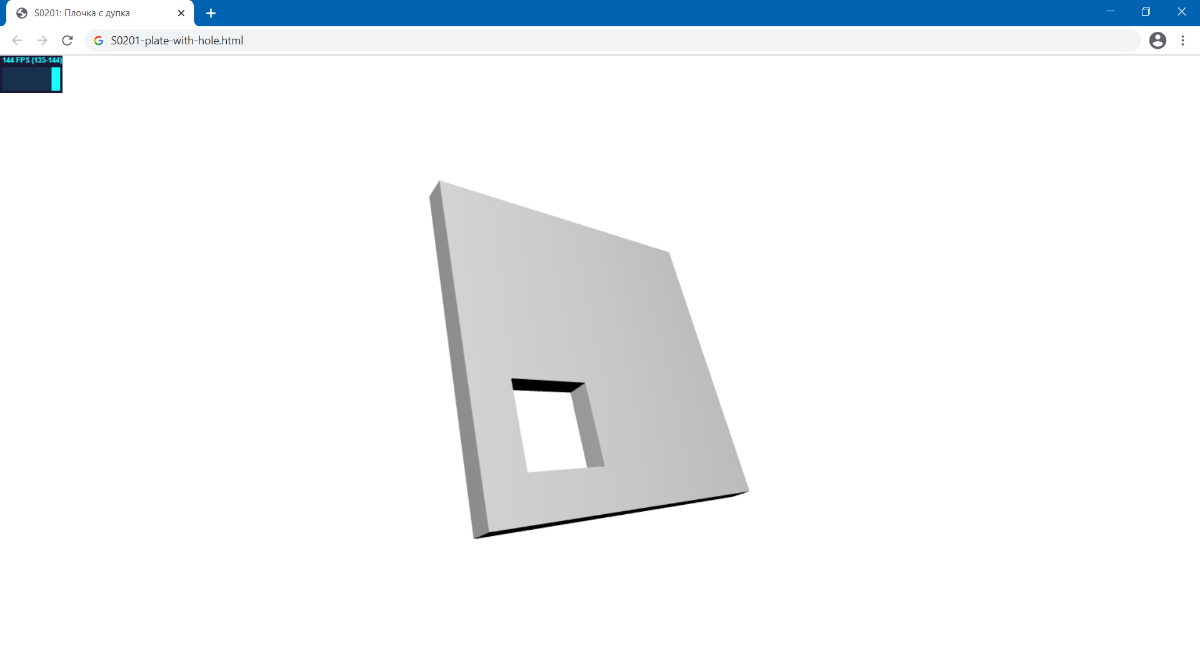 S0201: Плочка с дупка
S0201-plate-with-hole.html
144 FPS (135-144)